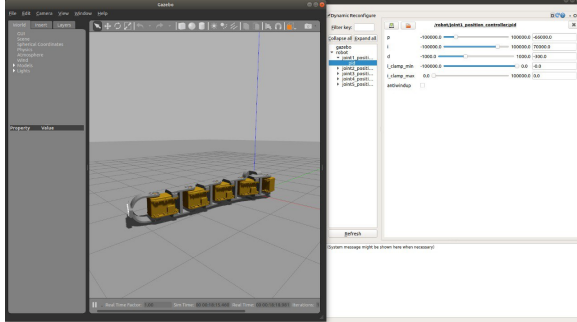 Gazebo
File Edit Camera View Window Help
World Insert Layers
GUI
Scene
Spherical Coordinates
Physics
Atmosphere
Wind
Models
Lights
Property Value
Real Time Factor:
Sim Time:
Real Time:
Iterations:
Dynamic Reconfigure
Filter key:
Collapse all Expand all
gazebo
robot
joint1_positi...
pid
joint2_positi...
joint3_positi...
joint4_positi...
joint5_positi...
Refresh
/robot/joint1_position_controller/pid
p -100000.0 100000.0 -66000.0
i -100000.0 100000.0 70000.0
d -1000.0 1000.0 -300.0
i_clamp_min -100000.0 0.0 -0.0
i_clamp_max 0.0 100000.0 0.0
antiwindup
System message might be shown here when necessary